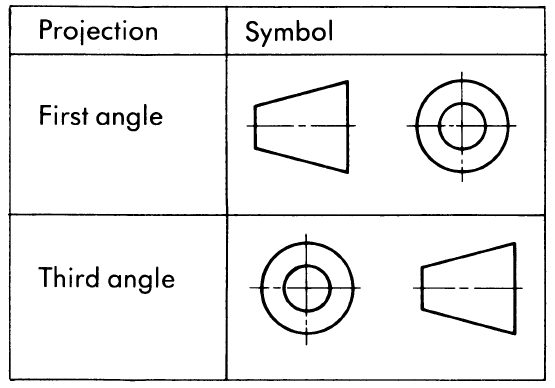 Projection
Symbol
First angle
Third angle